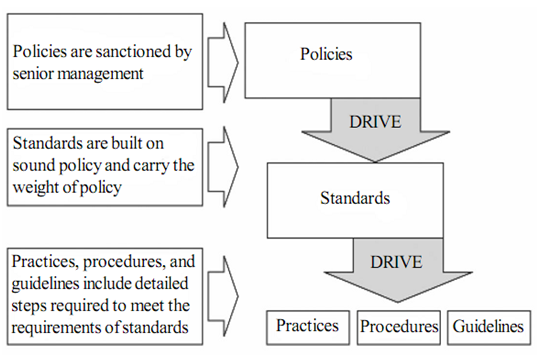 Policies are sanctioned by
senior management
Policies
DRIVE
Standards are built on
sound policy and carry the
weight of policy
Standards
DRIVE
Practices, procedures, and
guidelines include detailed
steps required to meet the
requirements of standards
Practices
Procedures
Guidelines